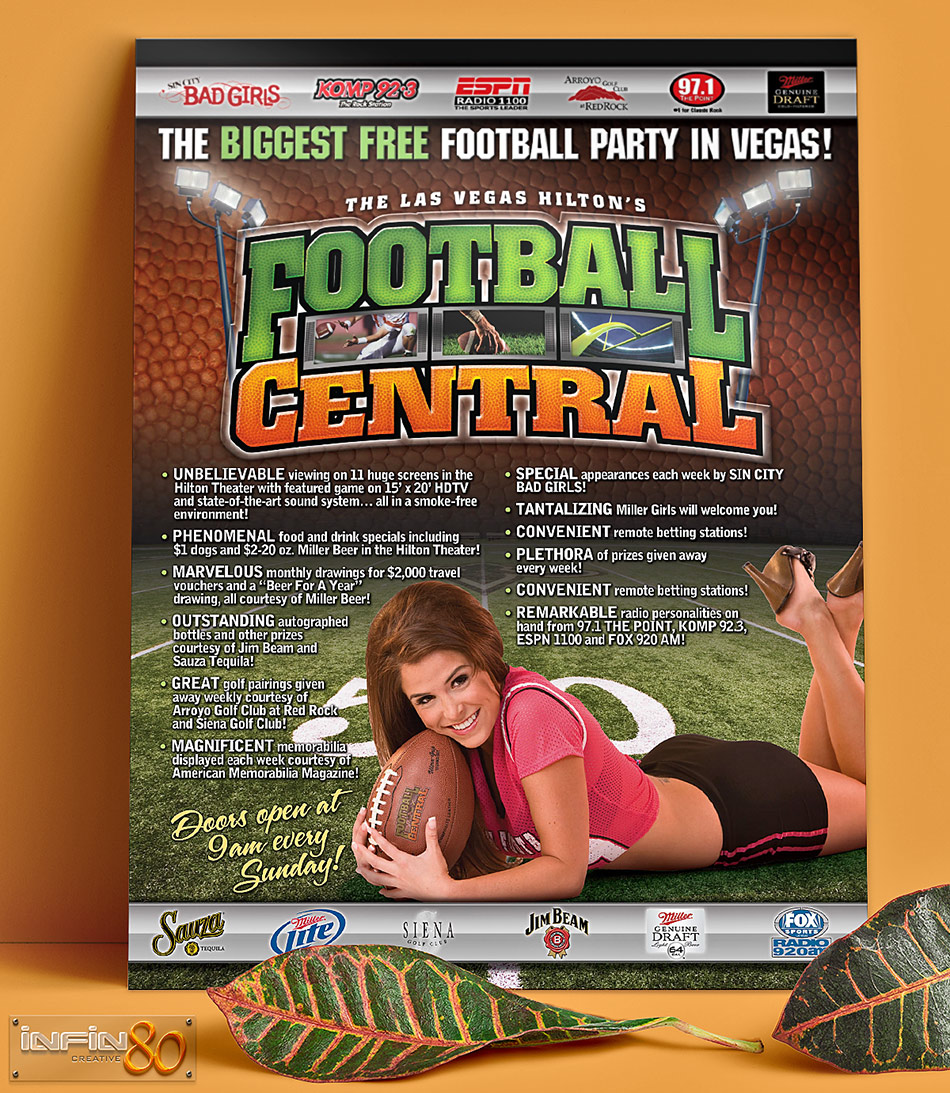 SIN CITY
BAD GIRLS
KOMP 92·3
The Rock Station
ESPN
RADIO 1100
THE SPORTS LEADER
ARROYO GOLF CLUB
at REDROCK
97.1
THE POINT
#1 for Classic Rock
Miller
GENUINE
DRAFT
THE BIGGEST FREE FOOTBALL PARTY IN VEGAS!
THE LAS VEGAS HILTON'S
FOOTBALL
CENTRAL
• UNBELIEVABLE viewing on 11 huge screens in the
Hilton Theater with featured game on 15' x 20' HDTV
and state-of-the-art sound system... all in a smoke-free
environment!
• PHENOMENAL food and drink specials including
$1 dogs and $2-20 oz. Miller Beer in the Hilton Theater!
• MARVELOUS monthly drawings for $2,000 travel
vouchers and a “Beer For A Year”
drawing, all courtesy of Miller Beer!
• OUTSTANDING autographed
bottles and other prizes
courtesy of Jim Beam and
Sauza Tequila!
• GREAT golf pairings given
away weekly courtesy of
Arroyo Golf Club at Red Rock
and Siena Golf Club!
• MAGNIFICENT memorabilia
displayed each week courtesy of
American Memorabilia Magazine!
• SPECIAL appearances each week by SIN CITY
BAD GIRLS!
• TANTALIZING Miller Girls will welcome you!
• CONVENIENT remote betting stations!
• PLETHORA of prizes given away
every week!
• CONVENIENT remote betting stations!
• REMARKABLE radio personalities on
hand from 97.1 THE POINT, KOMP 92.3,
ESPN 1100 and FOX 920 AM!
FOOTBALL
CENTRAL
Doors open at
9am every
Sunday!
Sauza
TEQUILA
Miller
Lite
SIENA
GOLF CLUB
JIM BEAM
B
Miller
GENUINE
DRAFT
64
FOX
SPORTS
RADIO
920am
INFIN80
CREATIVE